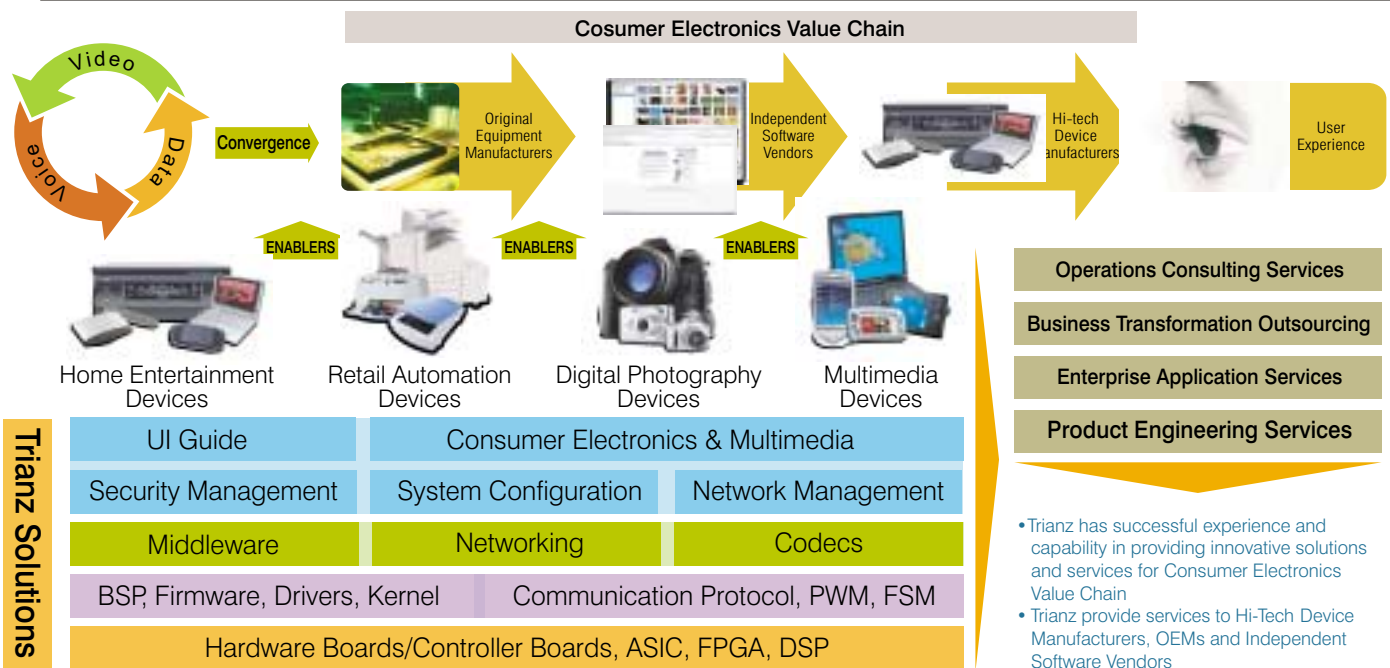 Cosumer Electronics Value Chain
Video
Voice
Data
Convergence
Original
Equipment
Manufacturers
Independent
Software
Vendors
Hi-tech
Device
anufacturers
User
Experience
ENABLERS
ENABLERS
ENABLERS
Home Entertainment
Devices
Retail Automation
Devices
Digital Photography
Devices
Multimedia
Devices
Trianz Solutions
UI Guide
Consumer Electronics & Multimedia
Security Management
System Configuration
Network Management
Middleware
Networking
Codecs
BSP, Firmware, Drivers, Kernel
Communication Protocol, PWM, FSM
Hardware Boards/Controller Boards, ASIC, FPGA, DSP
Operations Consulting Services
Business Transformation Outsourcing
Enterprise Application Services
Product Engineering Services
• Trianz has successful experience and
capability in providing innovative solutions
and services for Consumer Electronics
Value Chain
• Trianz provide services to Hi-Tech Device
Manufacturers, OEMs and Independent
Software Vendors